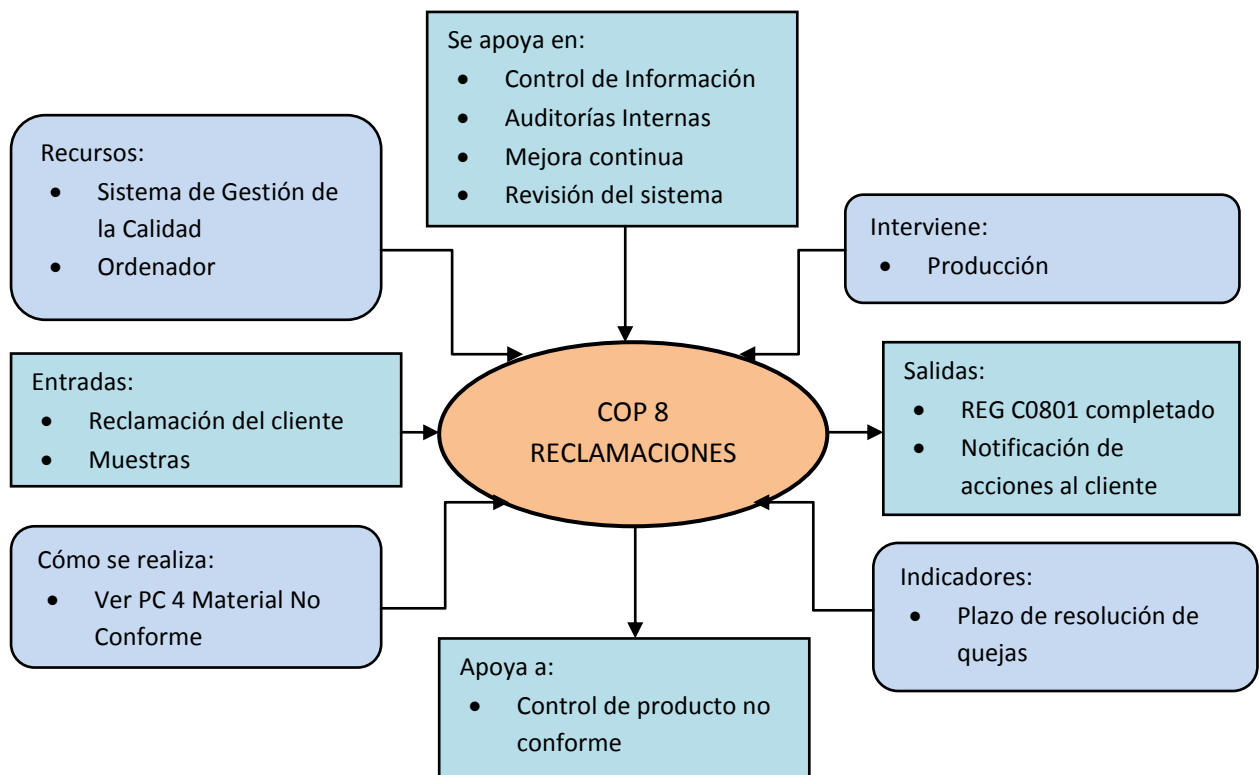 Se apoya en:
• Control de Información
• Auditorías Internas
• Mejora continua
• Revisión del sistema
Recursos:
• Sistema de Gestión de
la Calidad
• Ordenador
Interviene:
• Producción
Entradas:
• Reclamación del cliente
• Muestras
COP 8
RECLAMACIONES
Salidas:
• REG C0801 completado
• Notificación de
acciones al cliente
Cómo se realiza:
• Ver PC 4 Material No
Conforme
Indicadores:
• Plazo de resolución de
quejas
Apoya a:
• Control de producto no
conforme